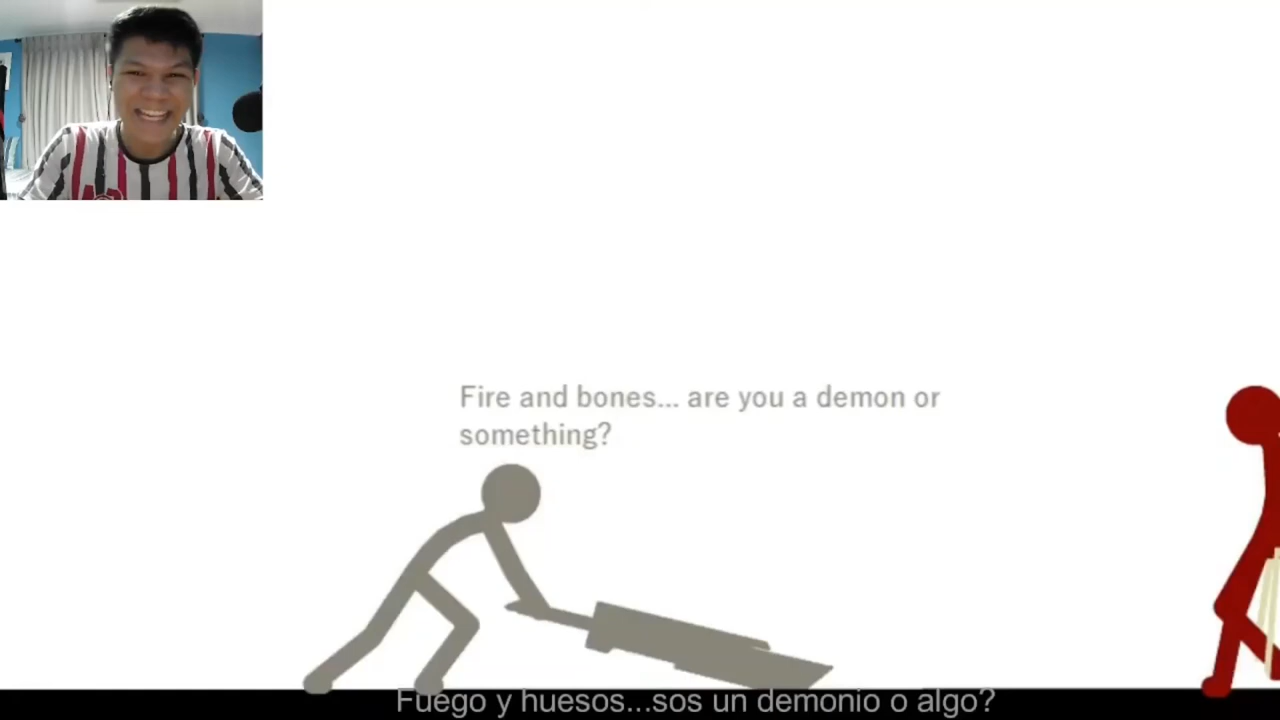 Fire and bones... are you a demon or
something?
Fuego y huesos...sos un demonio o algo?